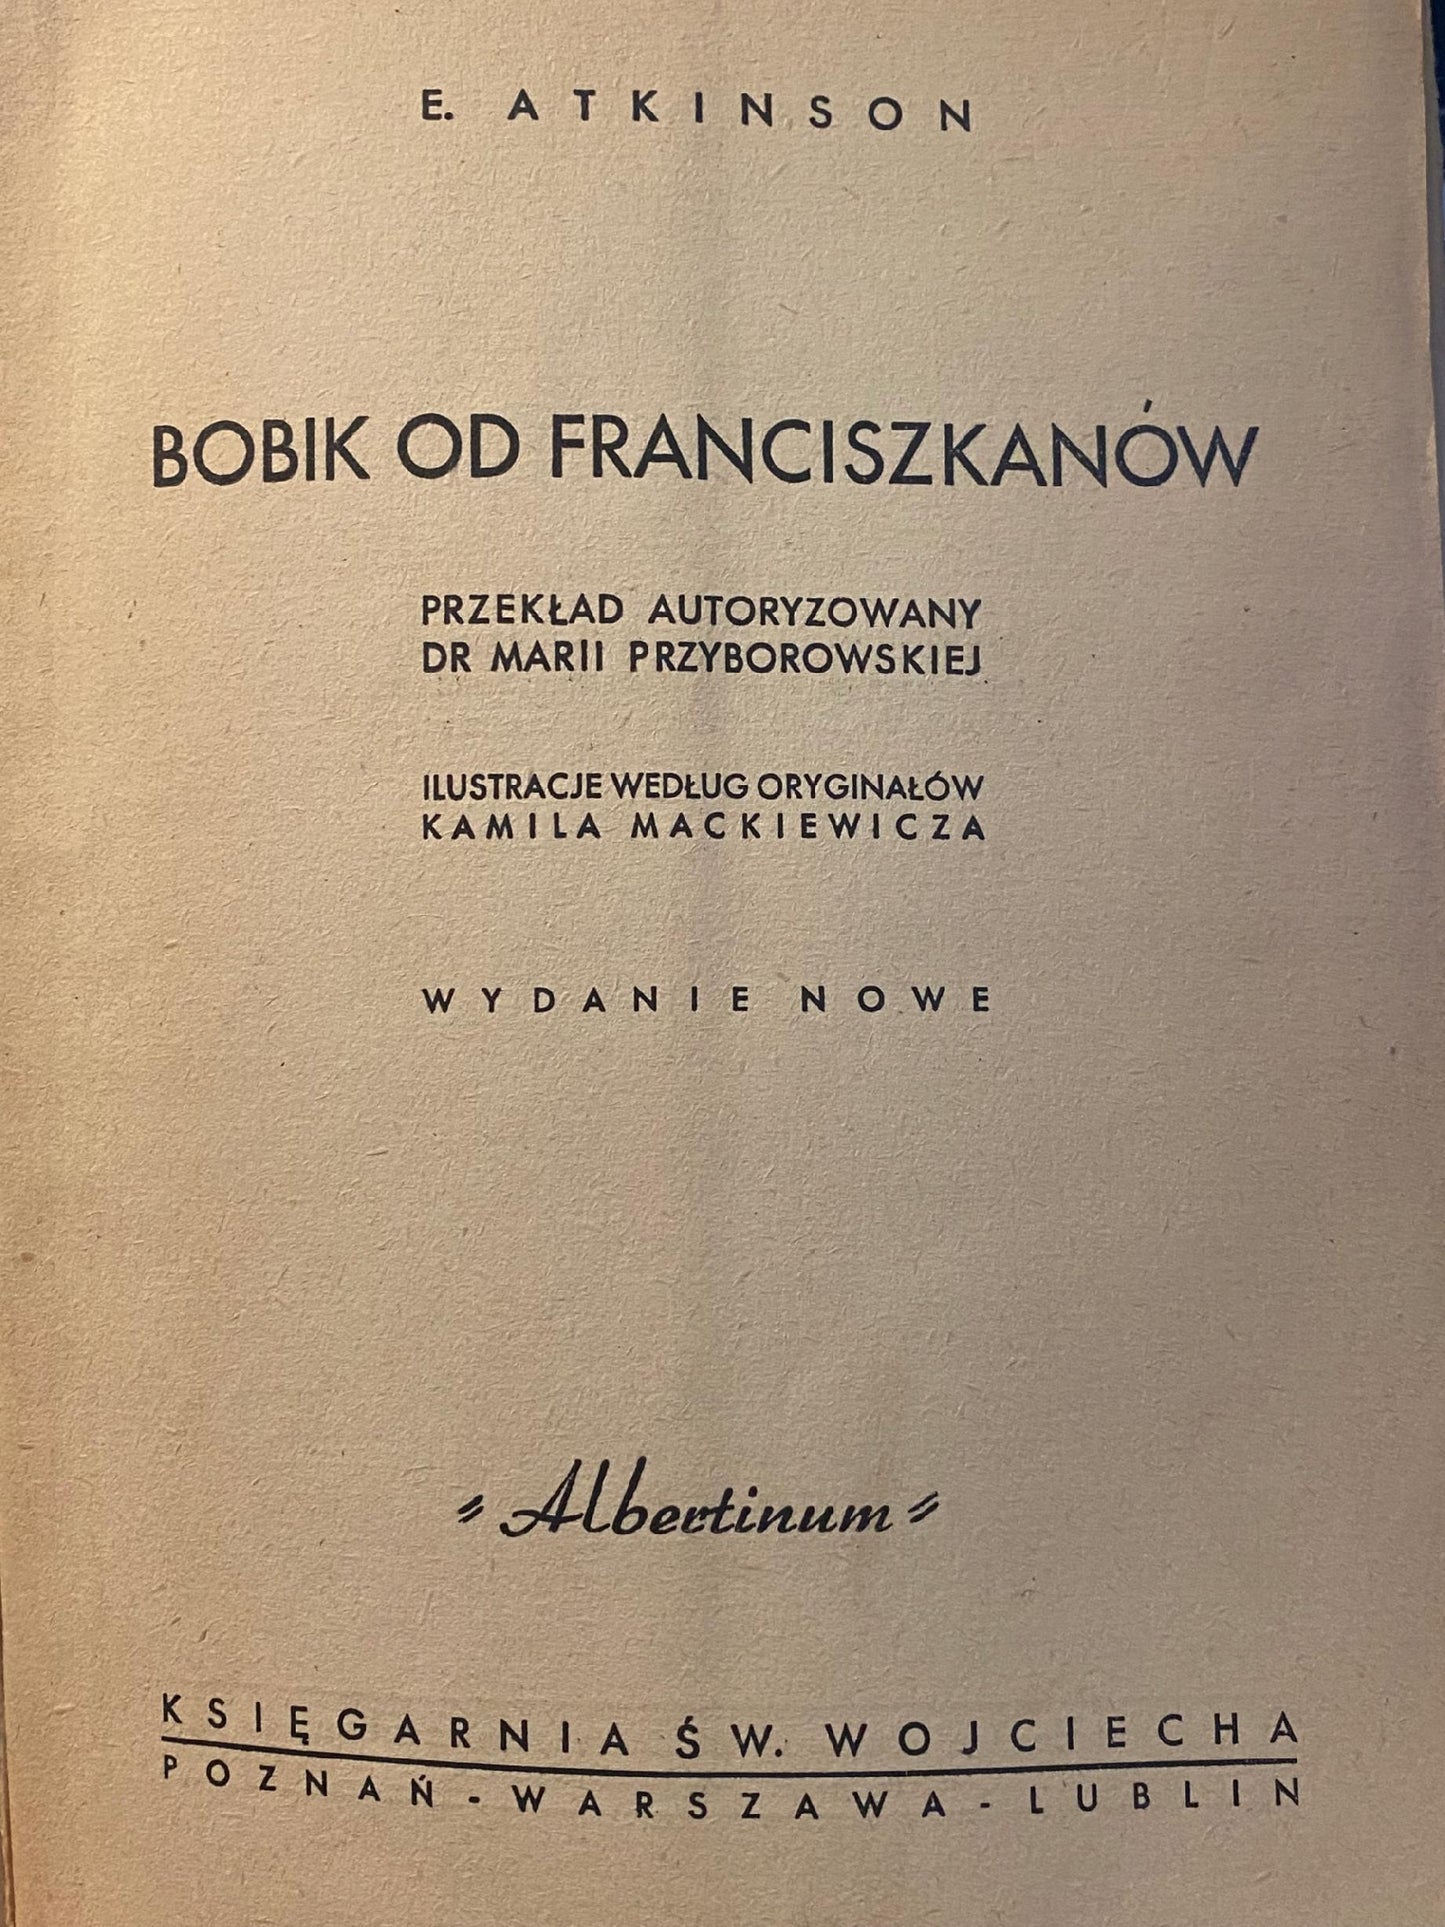 E. ATKINSON
BOBIK OD FRANCISZKANÓW
PRZEKŁAD AUTORYZOWANY
DR MARII PRZYBOROWSKIEJ
ILUSTRACJE WEDŁUG ORYGINAŁÓW
KAMILA MACKIEWICZA
WYDANIE NOWE
"Albertinum"
KSIĘGARNIA ŚW. WOJCIECHA
POZNAŃ-WARSZAWA-LUBLIN